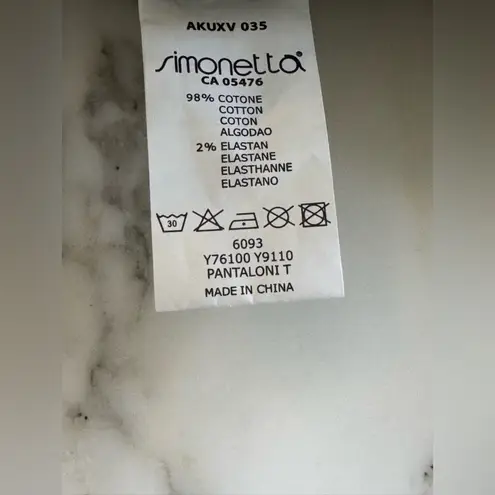 AKUXV 035
simonetta
CA 05476
98% COTONE
COTTON
COTON
ALGODAO
2% ELASTAN
ELASTANE
ELASTHANNE
ELASTANO
30
6093
Y76100 Y9110
PANTALONI T
MADE IN CHINA